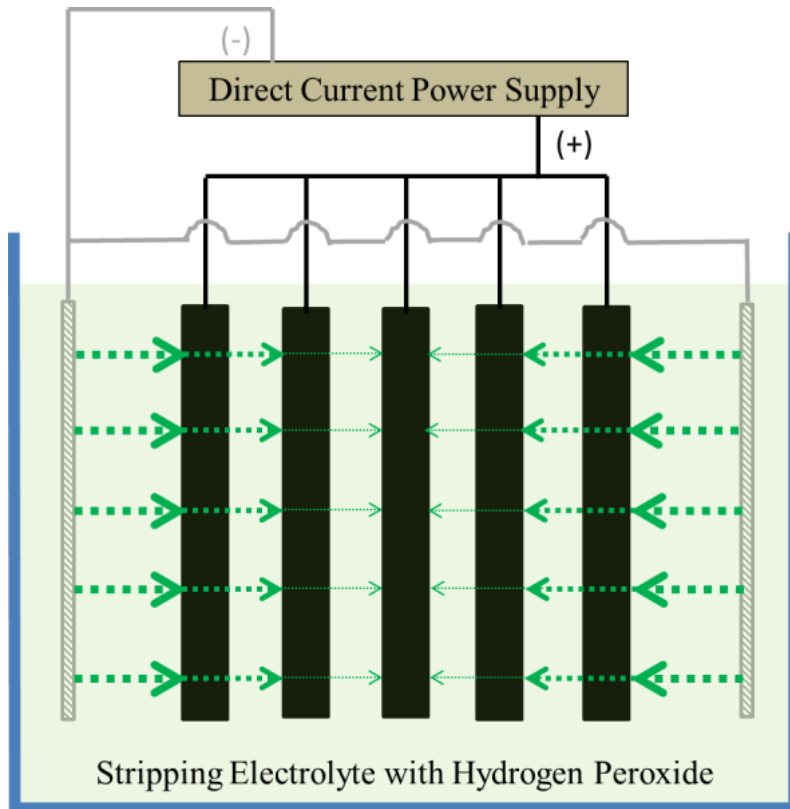 (-)
Direct Current Power Supply
(+)
Stripping Electrolyte with Hydrogen Peroxide